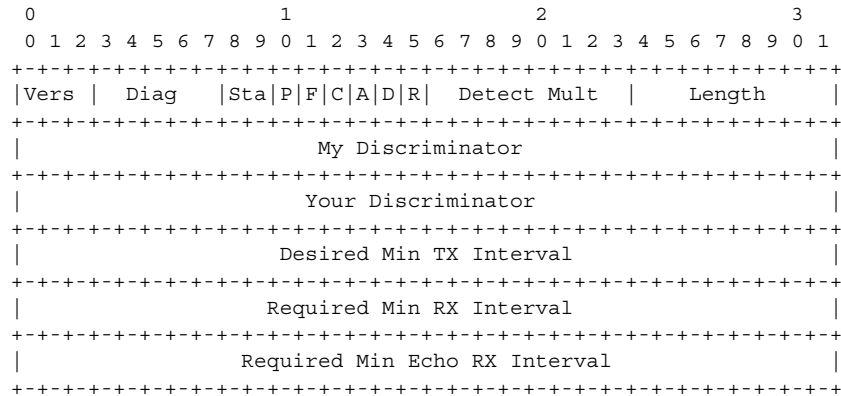 0                   1                   2                   3
 0 1 2 3 4 5 6 7 8 9 0 1 2 3 4 5 6 7 8 9 0 1 2 3 4 5 6 7 8 9 0 1
+-+-+-+-+-+-+-+-+-+-+-+-+-+-+-+-+-+-+-+-+-+-+-+-+-+-+-+-+-+-+-+-+
|Vers |  Diag   |Sta|P|F|C|A|D|R|  Detect Mult  |    Length     |
+-+-+-+-+-+-+-+-+-+-+-+-+-+-+-+-+-+-+-+-+-+-+-+-+-+-+-+-+-+-+-+-+
|                       My Discriminator                        |
+-+-+-+-+-+-+-+-+-+-+-+-+-+-+-+-+-+-+-+-+-+-+-+-+-+-+-+-+-+-+-+-+
|                      Your Discriminator                       |
+-+-+-+-+-+-+-+-+-+-+-+-+-+-+-+-+-+-+-+-+-+-+-+-+-+-+-+-+-+-+-+-+
|                    Desired Min TX Interval                    |
+-+-+-+-+-+-+-+-+-+-+-+-+-+-+-+-+-+-+-+-+-+-+-+-+-+-+-+-+-+-+-+-+
|                   Required Min RX Interval                    |
+-+-+-+-+-+-+-+-+-+-+-+-+-+-+-+-+-+-+-+-+-+-+-+-+-+-+-+-+-+-+-+-+
|                 Required Min Echo RX Interval                 |
+-+-+-+-+-+-+-+-+-+-+-+-+-+-+-+-+-+-+-+-+-+-+-+-+-+-+-+-+-+-+-+-+